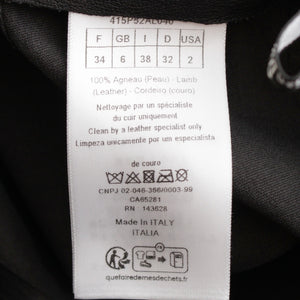 F GB I D USA
34 6 38 32 2
100% Agneau (Peau) - Lamb
(Leather) - Cordeiro (couro)
Nettoyage par un spécialiste
du cuir uniquement
Clean by a leather specialist only
Limpeza unicamente por um especialista
de couro
CNPJ 02-046-356/0003-99
CA65281
RN 143628
Made In ITALY
ITALIA
FR
quefairedemesdechets.fr